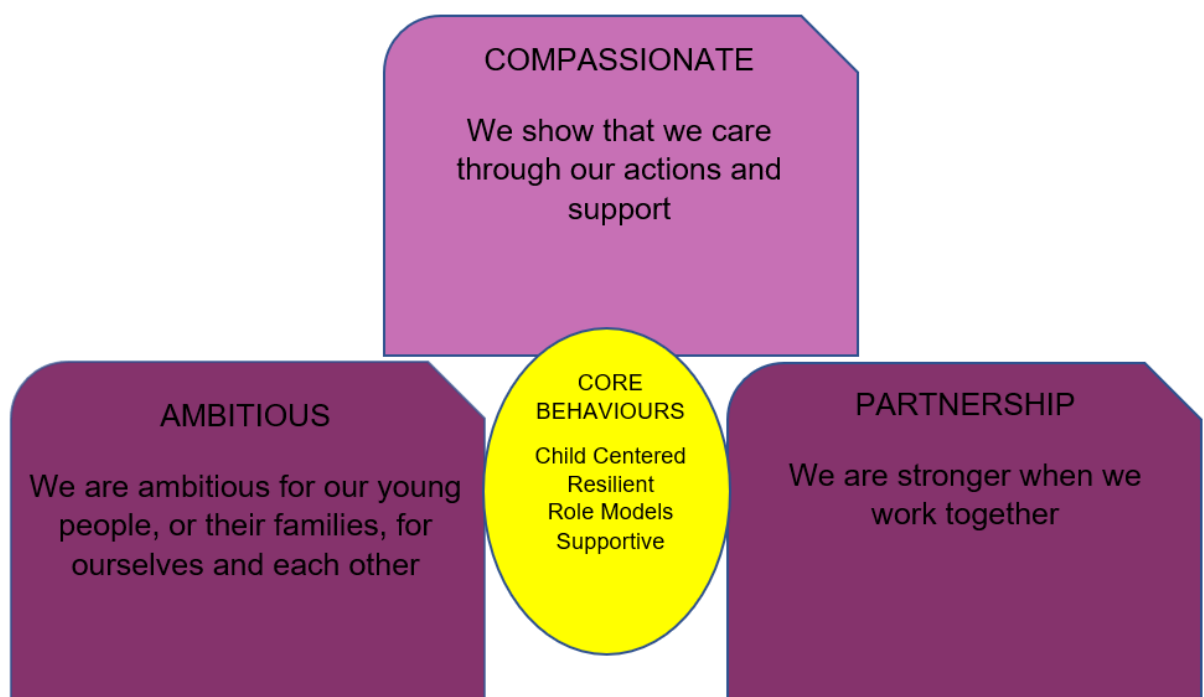 COMPASSIONATE
We show that we care
through our actions and
support
AMBITIOUS
We are ambitious for our young
people, or their families, for
ourselves and each other
CORE
BEHAVIOURS
Child Centered
Resilient
Role Models
Supportive
PARTNERSHIP
We are stronger when we
work together